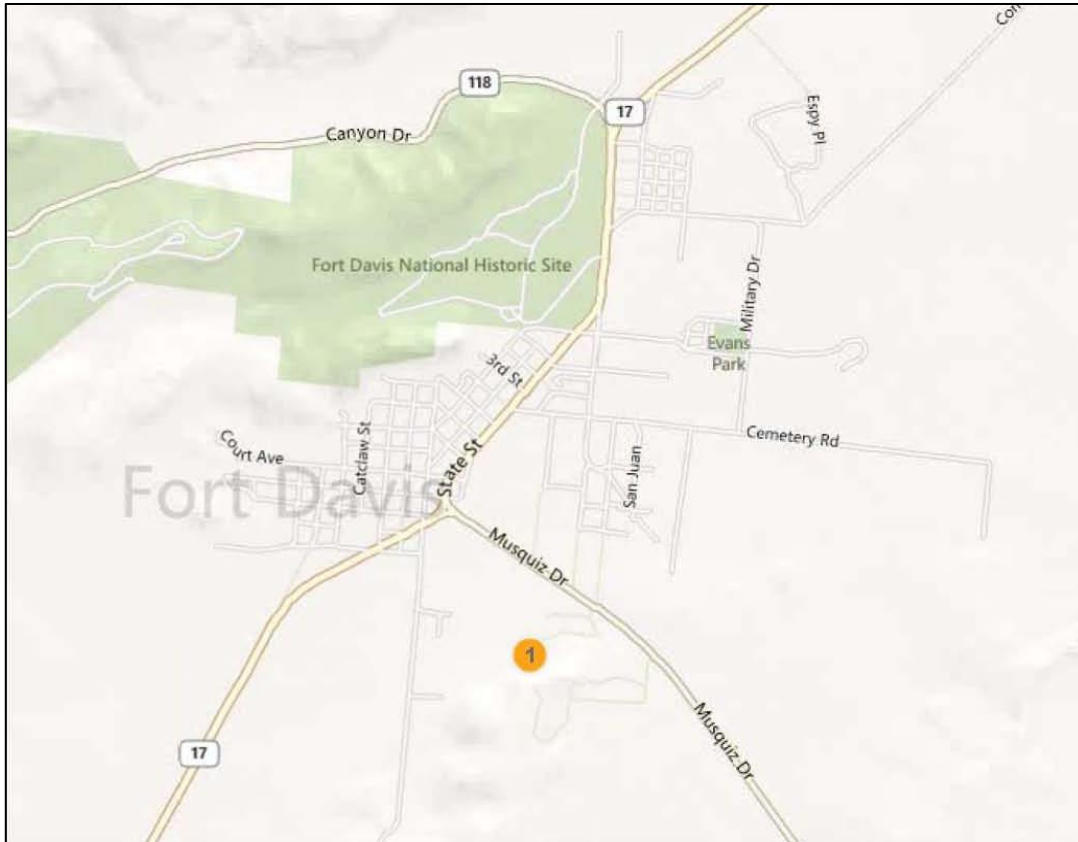 Con
118
17
Espy Pl
Canyon Dr
Fort Davis National Historic Site
Military Dr
Evans
Park
3rd St
Cemetery Rd
Catclaw St
Court Ave
State St
San Juan
Fort Davis
Musquiz Dr
1
Musquiz Dr
17